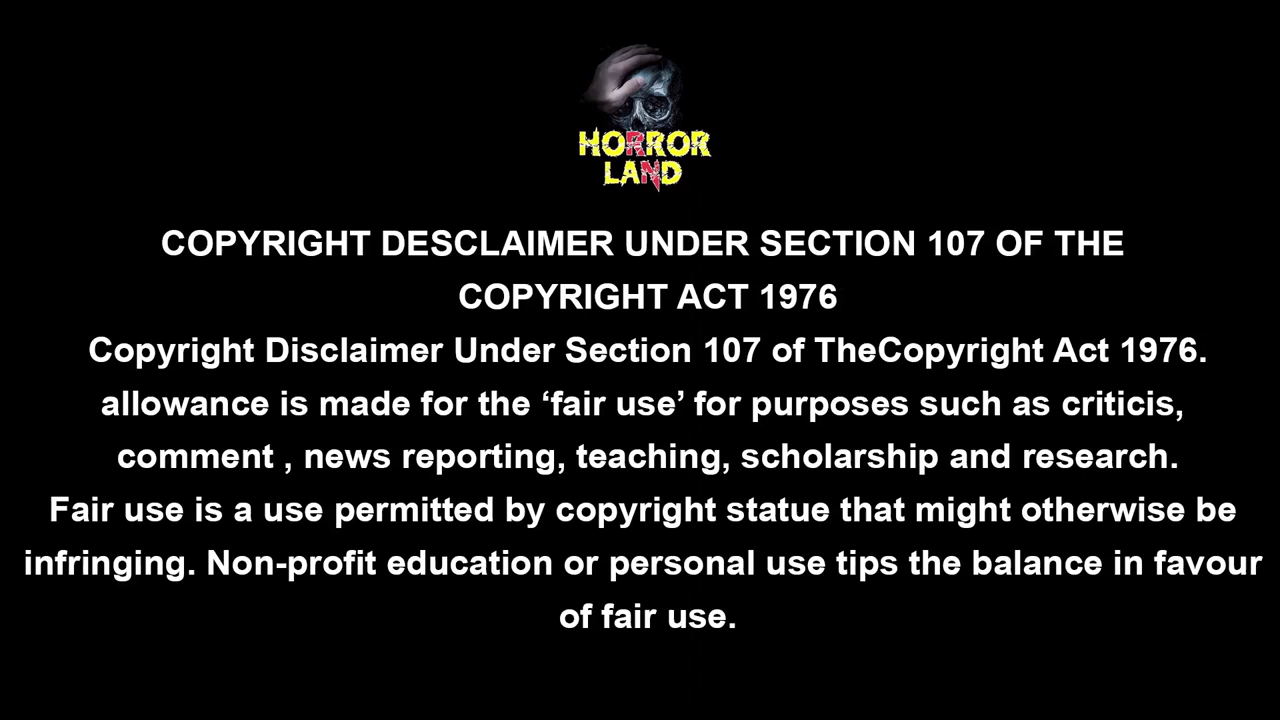 HORROR
LAND
COPYRIGHT DESCLAIMER UNDER SECTION 107 OF THE
COPYRIGHT ACT 1976
Copyright Disclaimer Under Section 107 of TheCopyright Act 1976.
allowance is made for the ‘fair use’ for purposes such as criticis,
comment , news reporting, teaching, scholarship and research.
Fair use is a use permitted by copyright statue that might otherwise be
infringing. Non-profit education or personal use tips the balance in favour
of fair use.